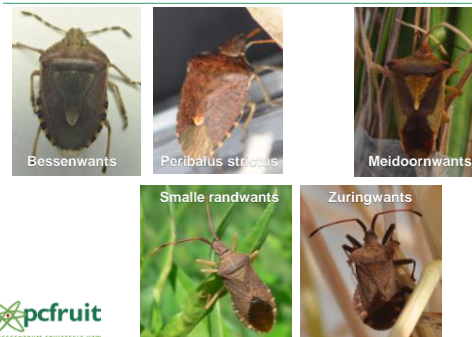 Bessenwants
Peribalus strictus
Meidoornwants
Smalle randwants
Zuringwants
pcfruit